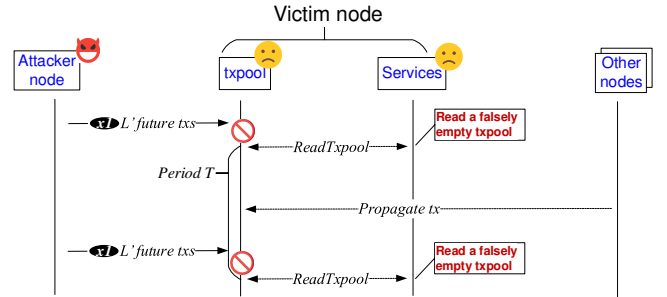 Victim node
Attacker
node
txpool
Services
Other
nodes
x1 L' future txs
Read a falsely
empty txpool
ReadTxpool
Period T
Propagate tx
x1 L' future txs
Read a falsely
empty txpool
ReadTxpool